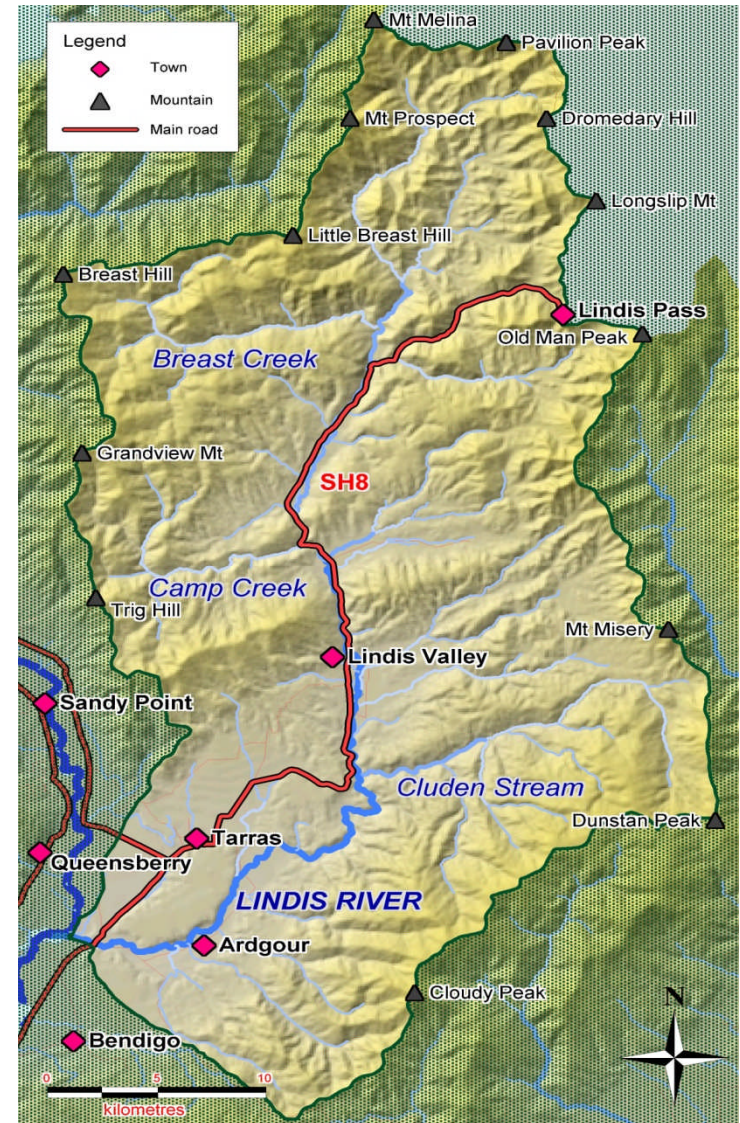 Legend
Town
Mountain
Main road
Mt Melina
Pavilion Peak
Mt Prospect
Dromedary Hill
Longslip Mt
Little Breast Hill
Breast Hill
Lindis Pass
Old Man Peak
Breast Creek
Grandview Mt
SH8
Camp Creek
Trig Hill
Mt Misery
Lindis Valley
Sandy Point
Cluden Stream
Dunstan Peak
Tarras
Queensberry
LINDIS RIVER
Ardgour
Cloudy Peak
N
Bendigo
0 5 10
kilometres